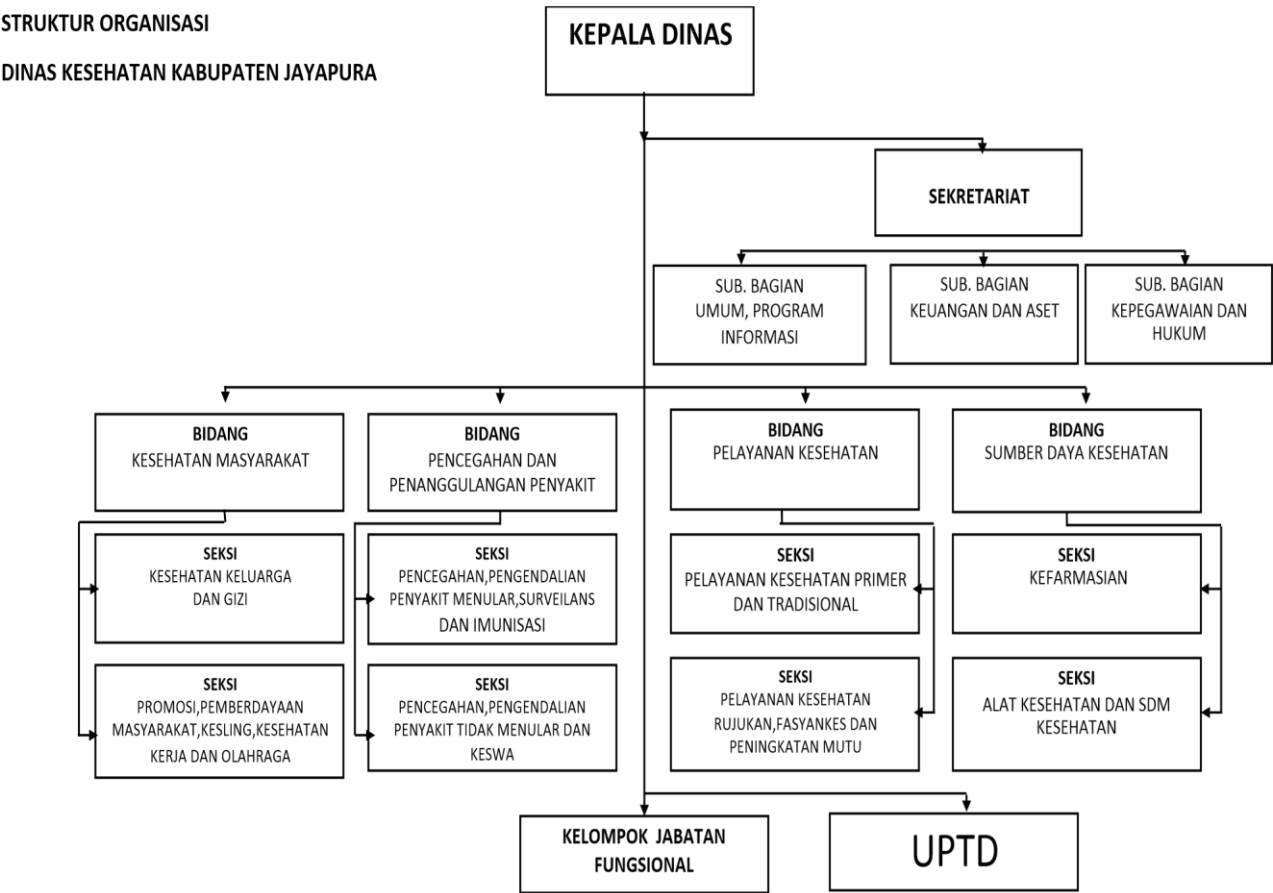 STRUKTUR ORGANISASI
DINAS KESEHATAN KABUPATEN JAYAPURA
KEPALA DINAS
SEKRETARIAT
SUB. BAGIAN
UMUM, PROGRAM
INFORMASI
SUB. BAGIAN
KEUANGAN DAN ASET
SUB. BAGIAN
KEPEGAWAIAN DAN
HUKUM
BIDANG
KESEHATAN MASYARAKAT
BIDANG
PENCEGAHAN DAN
PENANGGULANGAN PENYAKIT
BIDANG
PELAYANAN KESEHATAN
BIDANG
SUMBER DAYA KESEHATAN
SEKSI
KESEHATAN KELUARGA
DAN GIZI
SEKSI
PENCEGAHAN,PENGENDALIAN
PENYAKIT MENULAR,SURVEILANS
DAN IMUNISASI
SEKSI
PELAYANAN KESEHATAN PRIMER
DAN TRADISIONAL
SEKSI
KEFARMASIAN
SEKSI
PROMOSI,PEMBERDAYAAN
MASYARAKAT,KESLING,KESEHATAN
KERJA DAN OLAHRAGA
SEKSI
PENCEGAHAN,PENGENDALIAN
PENYAKIT TIDAK MENULAR DAN
KESWA
SEKSI
PELAYANAN KESEHATAN
RUJUKAN,FASYANKES DAN
PENINGKATAN MUTU
SEKSI
ALAT KESEHATAN DAN SDM
KESEHATAN
KELOMPOK JABATAN
FUNGSIONAL
UPTD